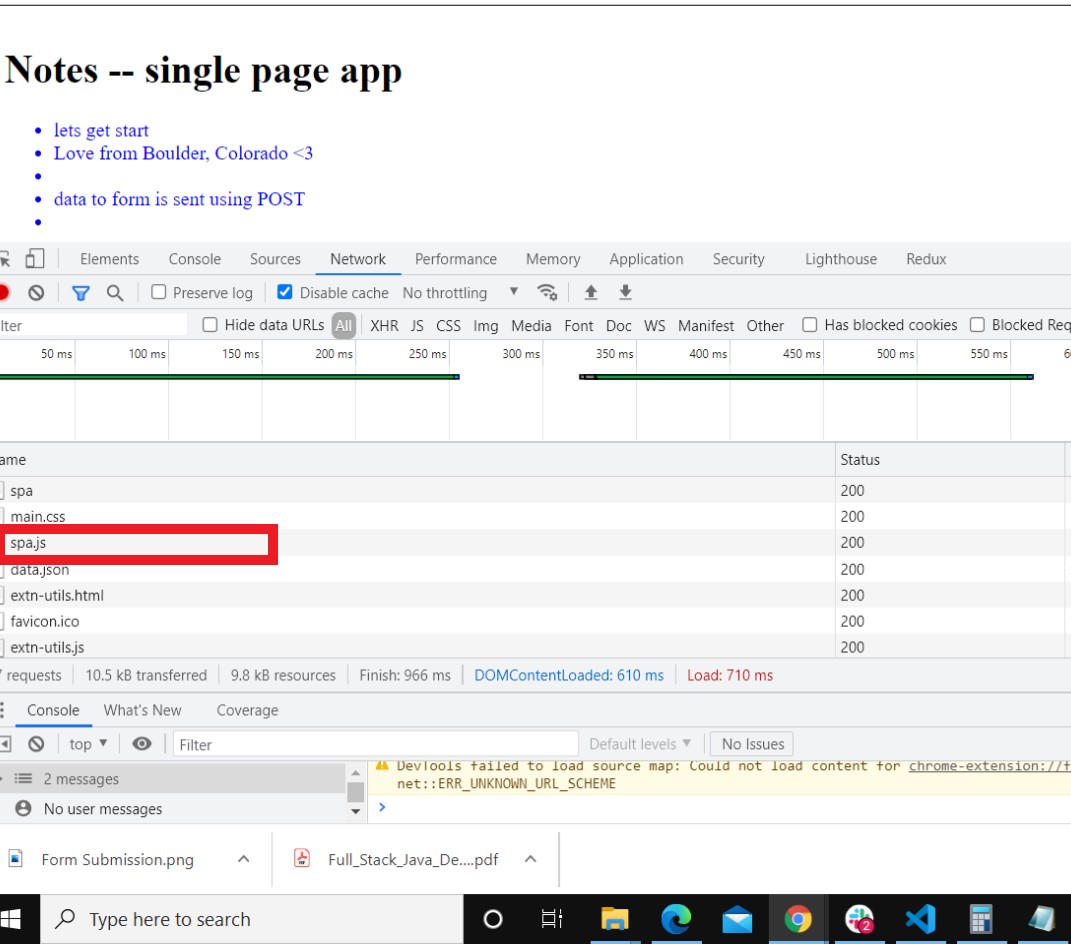 Notes -- single page app
lets get start
Love from Boulder, Colorado <3
data to form is sent using POST
Elements Console Sources Network Performance Memory Application Security Lighthouse Redux
Preserve log Disable cache No throttling
lter Hide data URLs All XHR JS CSS Img Media Font Doc WS Manifest Other Has blocked cookies Blocked Req
50 ms 100 ms 150 ms 200 ms 250 ms 300 ms 350 ms 400 ms 450 ms 500 ms 550 ms 6
ame Status
spa 200
main.css 200
spa.js 200
data.json 200
extn-utils.html 200
favicon.ico 200
extn-utils.js 200
requests 10.5 kB transferred 9.8 kB resources Finish: 966 ms DOMContentLoaded: 610 ms Load: 710 ms
Console What's New Coverage
top Filter Default levels No Issues
2 messages
DevTools failed to load source map: Could not load content for chrome-extension://f
net::ERR_UNKNOWN_URL_SCHEME
No user messages
>
Form Submission.png Full_Stack_Java_De....pdf
Type here to search 2